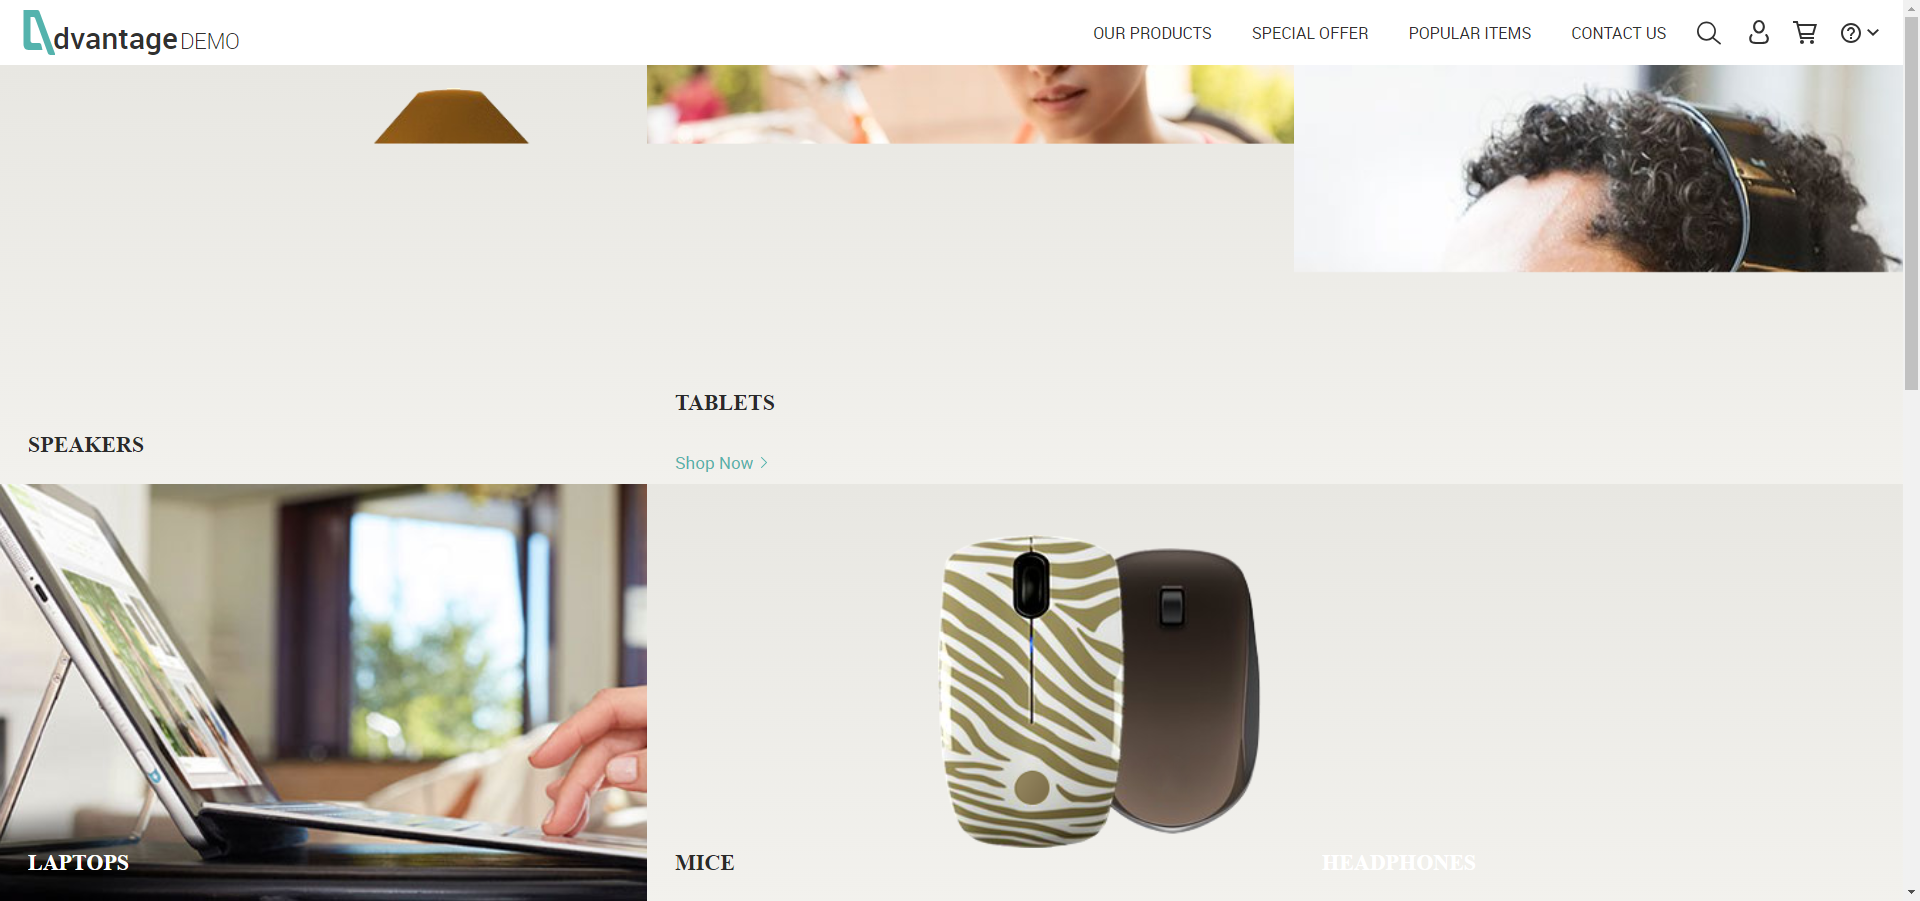 dvantage DEMO
OUR PRODUCTS
SPECIAL OFFER
POPULAR ITEMS
CONTACT US
TABLETS
SPEAKERS
Shop Now
LAPTOPS
MICE
HEADPHONES